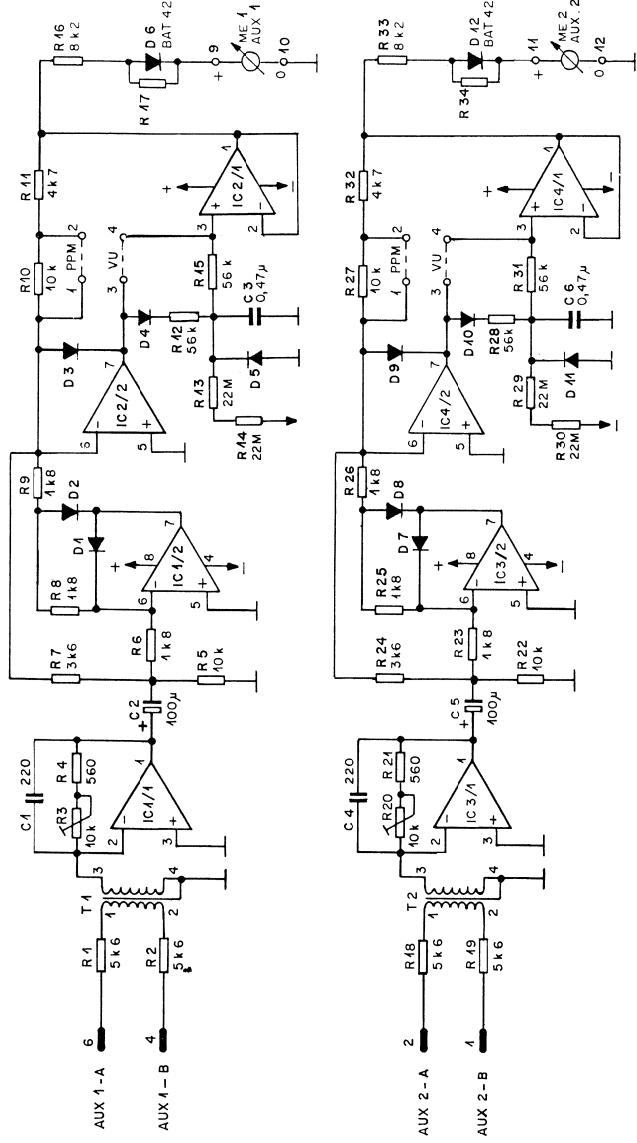 AUX 1-A
6
R1
5k6
AUX 1-B
4
R2
5k6
T1
1
2
3
4
C1
220
R3
10k
R4
560
2
3
1
IC1/1
C2
+
100µ
R7
3k6
R5
10k
R6
1k8
R8
1k8
D1
D2
R9
1k8
6
5
7
8
4
+
–
IC1/2
6
5
7
IC2/2
D3
R10
10k
1
PPM
2
R11
4k7
3
VU
4
D4
R12
56k
R13
22M
R14
22M
D5
R15
56k
C3
0,47µ
3
2
1
+
–
IC2/1
R16
8k2
R17
D6
BAT 42
9
+
ME 1
AUX 1
10
0
AUX 2-A
2
R18
5k6
AUX 2-B
1
R19
5k6
T2
1
2
3
4
C4
220
R20
10k
R21
560
2
3
1
IC3/1
C5
+
100µ
R24
3k6
R22
10k
R23
1k8
R25
1k8
D7
D8
R26
1k8
6
5
7
8
4
+
–
IC3/2
6
5
7
IC4/2
D9
R27
10k
1
PPM
2
R32
4k7
3
VU
4
D10
R28
56k
R29
22M
R30
22M
D11
R31
56k
C6
0,47µ
3
2
1
+
–
IC4/1
R33
8k2
R34
D12
BAT 42
11
+
ME 2
AUX.2
12
0